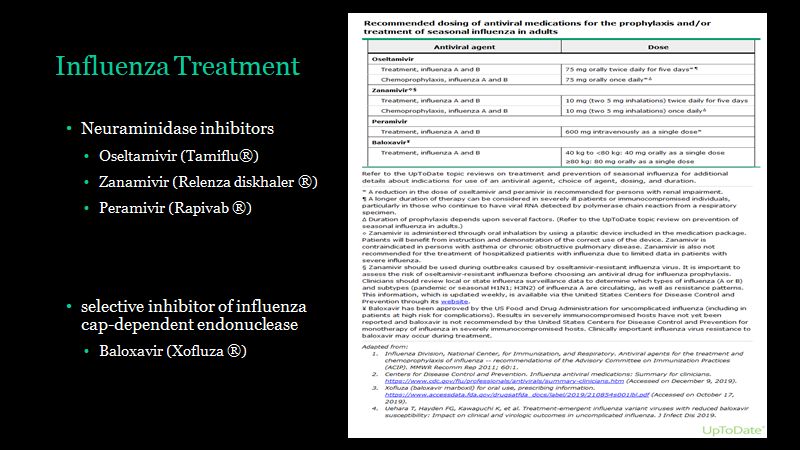 Influenza Treatment
• Neuraminidase inhibitors
• Oseltamivir (Tamiflu®)
• Zanamivir (Relenza diskhaler ®)
• Peramivir (Rapivab ®)
• selective inhibitor of influenza
cap-dependent endonuclease
• Baloxavir (Xofluza ®)
Recommended dosing of antiviral medications for the prophylaxis and/or
treatment of seasonal influenza in adults
Antiviral agent Dose
Oseltamivir
Treatment, influenza A and B 75 mg orally twice daily for five days*¶
Chemoprophylaxis, influenza A and B 75 mg orally once daily*Δ
Zanamivir◊§
Treatment, influenza A and B 10 mg (two 5 mg inhalations) twice daily for five days
Chemoprophylaxis, influenza A and B 10 mg (two 5 mg inhalations) once dailyΔ
Peramivir
Treatment, influenza A and B 600 mg intravenously as a single dose*
Baloxavir¥
Treatment, influenza A and B 40 kg to <80 kg: 40 mg orally as a single dose
≥80 kg: 80 mg orally as a single dose
Refer to the UpToDate topic reviews on treatment and prevention of seasonal influenza for additional
details about indications for use of an antiviral agent, choice of agent, dosing, and duration.
* A reduction in the dose of oseltamivir and peramivir is recommended for persons with renal impairment.
¶ A longer duration of therapy can be considered in severely ill patients or immunocompromised individuals,
particularly in those who continue to have viral RNA detected by polymerase chain reaction from a respiratory
specimen.
Δ Duration of prophylaxis depends upon several factors. (Refer to the UpToDate topic review on prevention of
seasonal influenza in adults.)
◊ Zanamivir is administered through oral inhalation by using a plastic device included in the medication package.
Patients will benefit from instruction and demonstration of the correct use of the device. Zanamivir is
contraindicated in persons with asthma or chronic obstructive pulmonary disease. Zanamivir is also not
recommended for the treatment of hospitalized patients with influenza due to limited data in patients with
severe influenza.
§ Zanamivir should be used during outbreaks caused by oseltamivir-resistant influenza virus. It is important to
assess the risk of oseltamivir-resistant influenza before choosing an antiviral drug for influenza prophylaxis.
Clinicians should review local or state influenza surveillance data to determine which types of influenza (A or B)
and subtypes (pandemic or seasonal H1N1; H3N2) of influenza A are circulating, as well as resistance patterns.
This information, which is updated weekly, is available via the United States Centers for Disease Control and
Prevention through its website.
¥ Baloxavir has been approved by the US Food and Drug Administration for uncomplicated influenza (including in
patients at high risk for complications). Results in severely immunocompromised hosts have not yet been
reported and baloxavir is not recommended by the United States Centers for Disease Control and Prevention for
monotherapy of influenza in severely immunocompromised hosts. Clinically important influenza virus resistance to
baloxavir may occur during treatment.
Adapted from:
1. Influenza Division, National Center, for Immunization, and Respiratory. Antiviral agents for the treatment and
chemoprophylaxis of influenza -- recommendations of the Advisory Committee on Immunization Practices
(ACIP). MMWR Recomm Rep 2011; 60:1.
2. Centers for Disease Control and Prevention. Influenza antiviral medications: Summary for clinicians.
https://www.cdc.gov/flu/professionals/antivirals/summary-clinicians.htm (Accessed on December 9, 2019).
3. Xofluza (baloxavir marboxil) for oral use, prescribing information.
https://www.accessdata.fda.gov/drugsatfda_docs/label/2019/210854s001lbl.pdf (Accessed on October 17,
2019).
4. Uehara T, Hayden FG, Kawaguchi K, et al. Treatment-emergent influenza variant viruses with reduced baloxavir
susceptibility: Impact on clinical and virologic outcomes in uncomplicated influenza. J Infect Dis 2019.
UpToDate